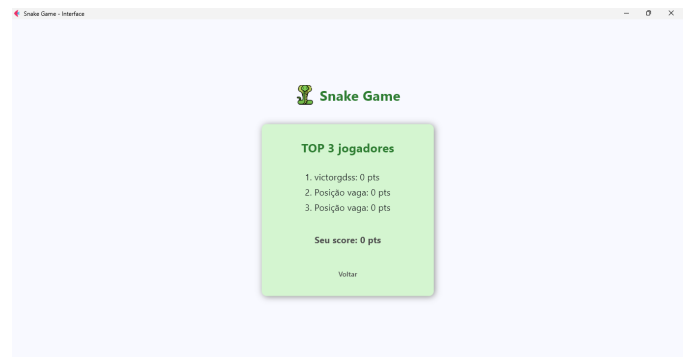 Snake Game - Interface
Snake Game
TOP 3 jogadores
1. victorgdss: 0 pts
2. Posição vaga: 0 pts
3. Posição vaga: 0 pts
Seu score: 0 pts
Voltar